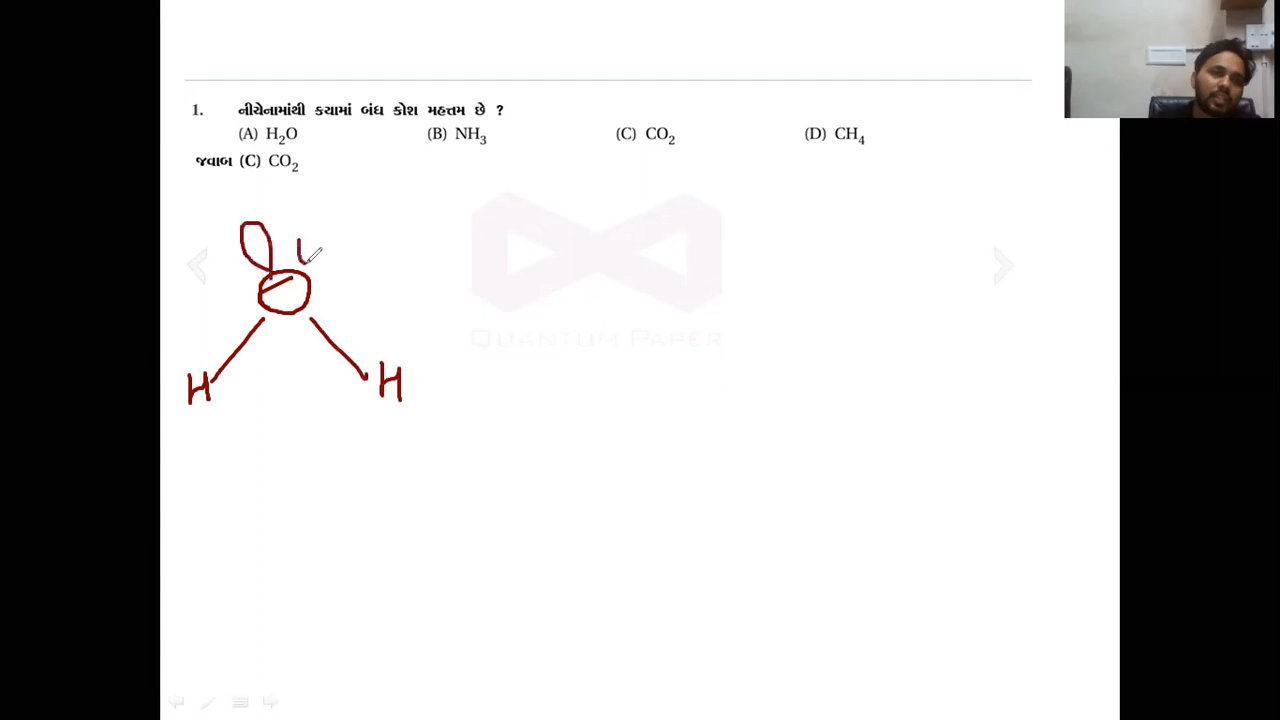 1. નીચેનામાંથી કયામાં બંધ કોણ મહત્તમ છે ?
(A) H₂O (B) NH₃ (C) CO₂ (D) CH₄
જવાબ (C) CO₂
QUANTUM PAPER
H H